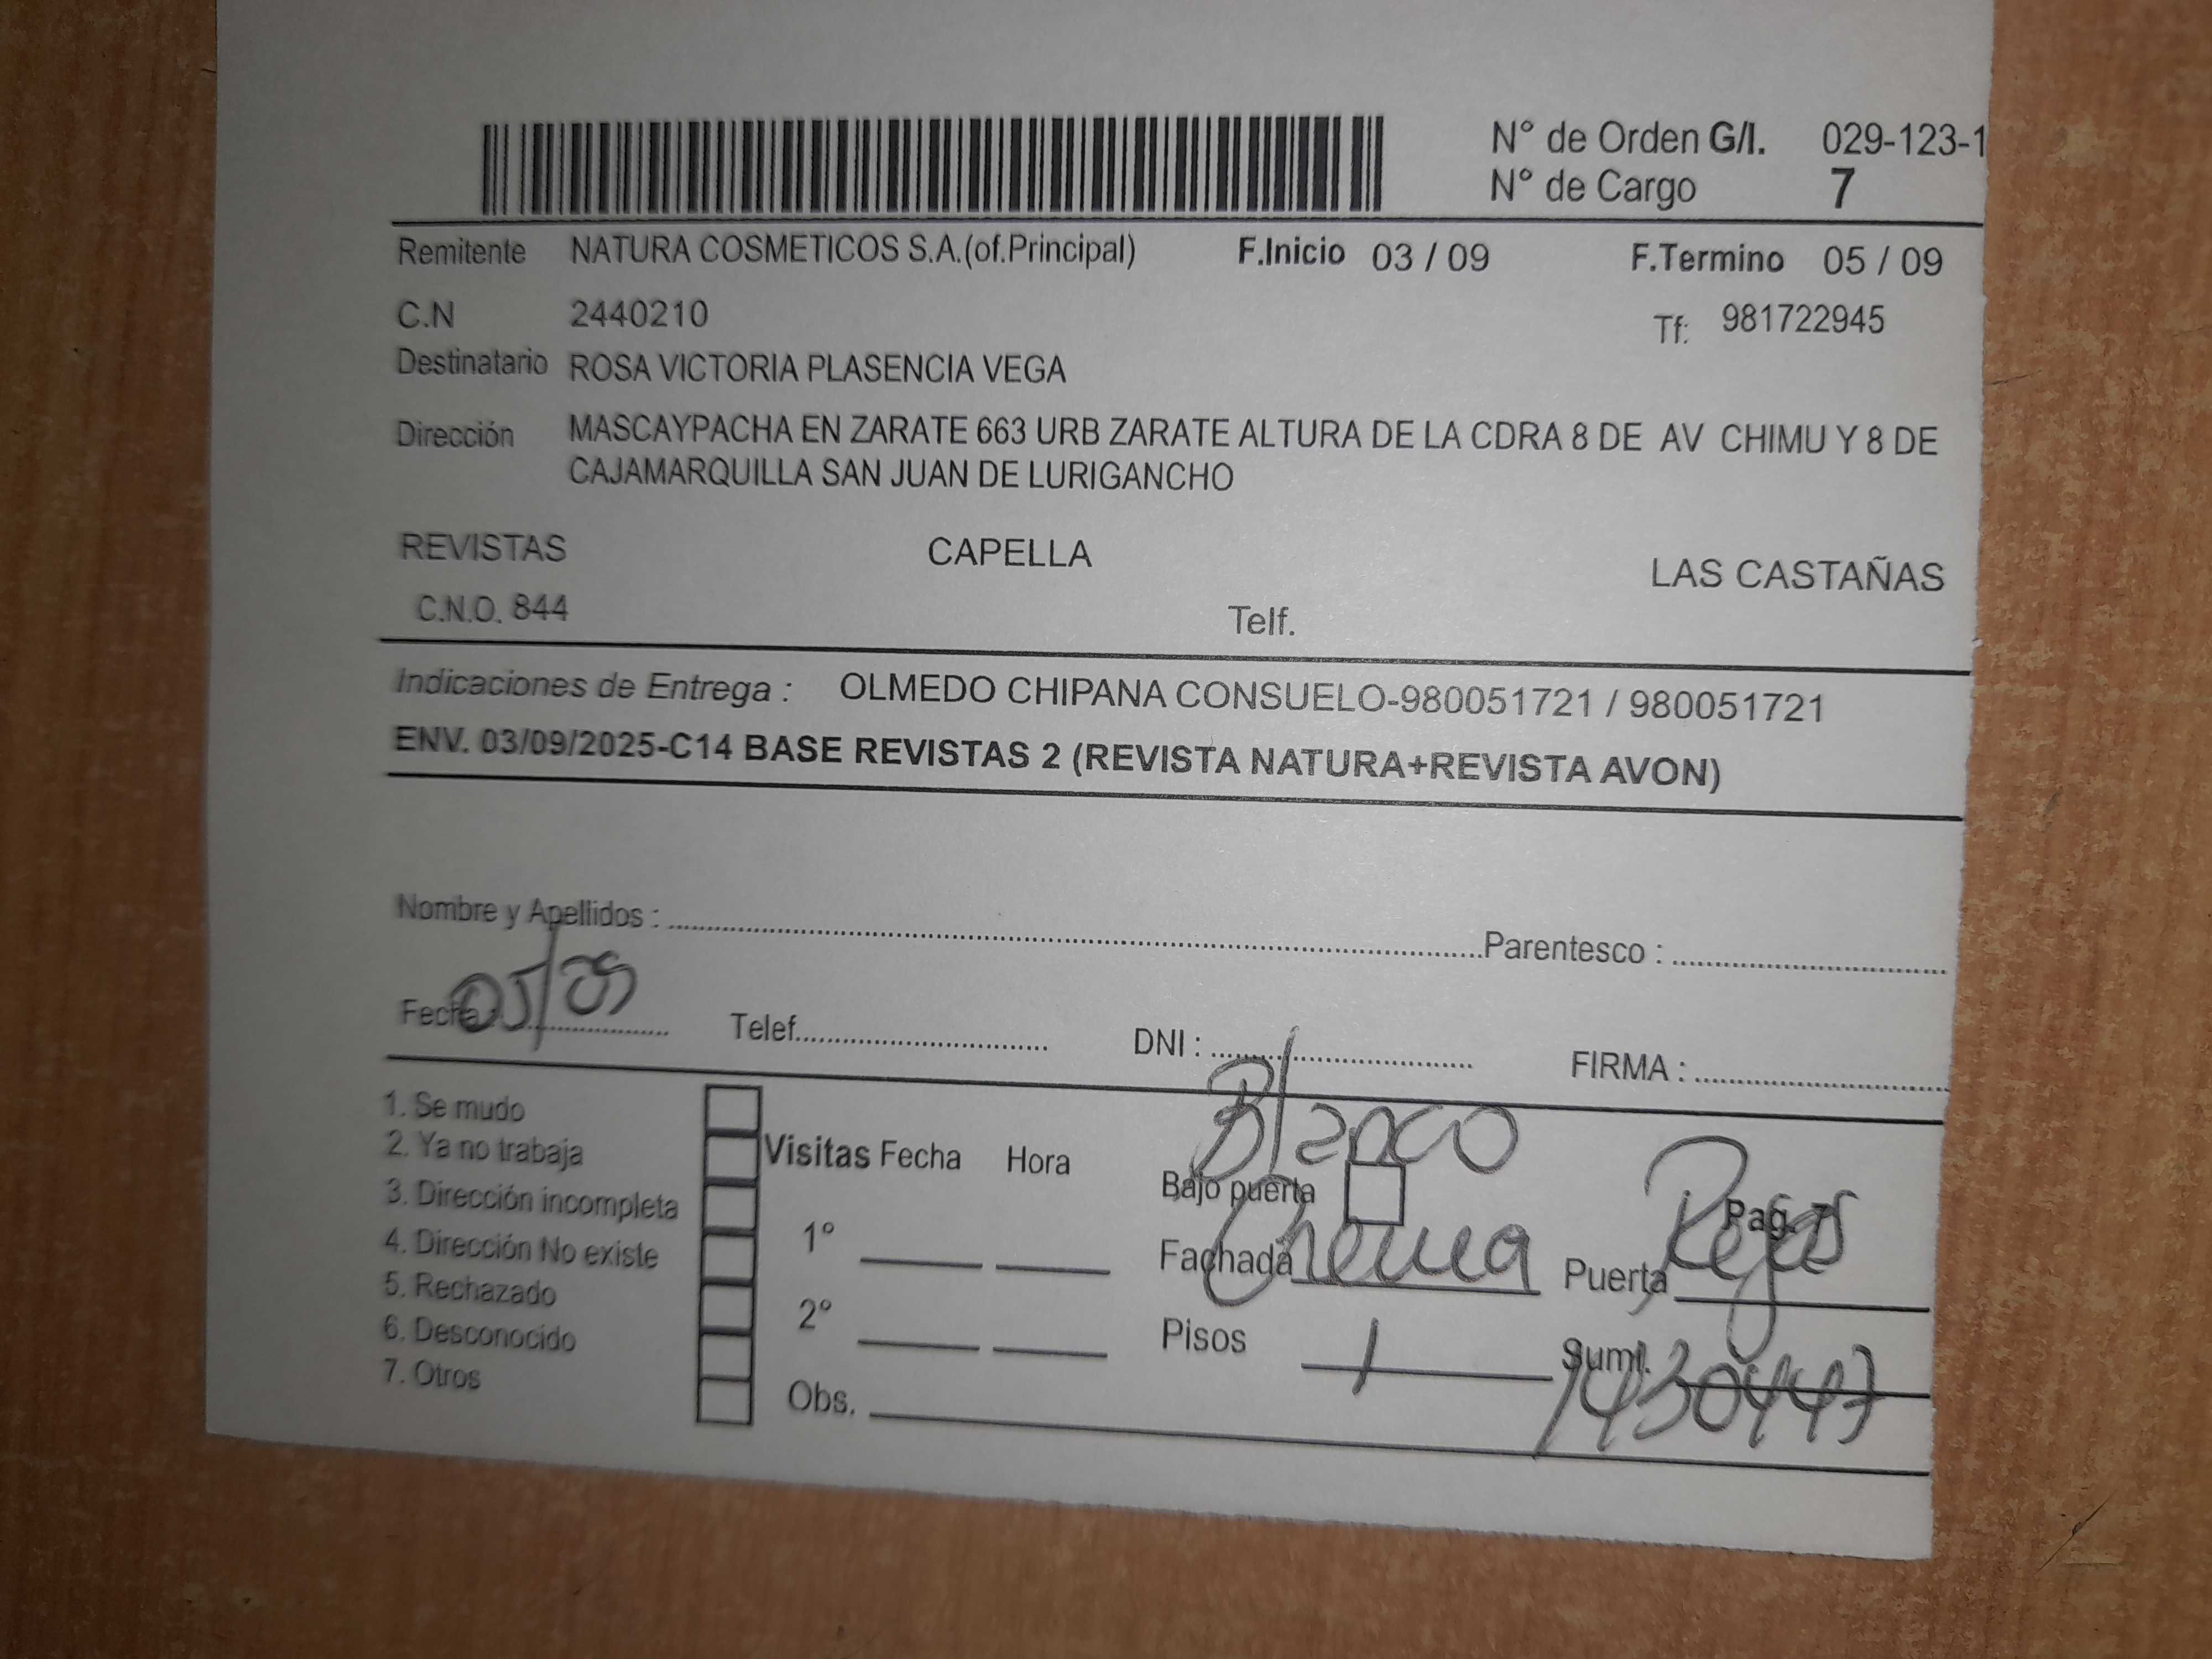 N° de Orden G/I. 029-123-1
N° de Cargo 7
Remitente NATURA COSMETICOS S.A.(of.Principal) F.Inicio 03 / 09 F.Termino 05 / 09
C.N 2440210 Tf: 981722945
Destinatario ROSA VICTORIA PLASENCIA VEGA
Dirección MASCAYPACHA EN ZARATE 663 URB ZARATE ALTURA DE LA CDRA 8 DE AV CHIMU Y 8 DE
CAJAMARQUILLA SAN JUAN DE LURIGANCHO
REVISTAS CAPELLA LAS CASTAÑAS
C.N.O. 844 Telf.
Indicaciones de Entrega : OLMEDO CHIPANA CONSUELO-980051721 / 980051721
ENV. 03/09/2025-C14 BASE REVISTAS 2 (REVISTA NATURA+REVISTA AVON)
Nombre y Apellidos : Parentesco :
Fecha : 05/09 Telef. DNI : FIRMA :
1. Se mudo
2. Ya no trabaja Visitas Fecha Hora Blanco
3. Dirección incompleta Bajo puerta Pag. 7
4. Dirección No existe 1° Fachada Crema Puerta Rejas
5. Rechazado
6. Desconocido 2° Pisos 1 Sumi. 1430447
7. Otros Obs.